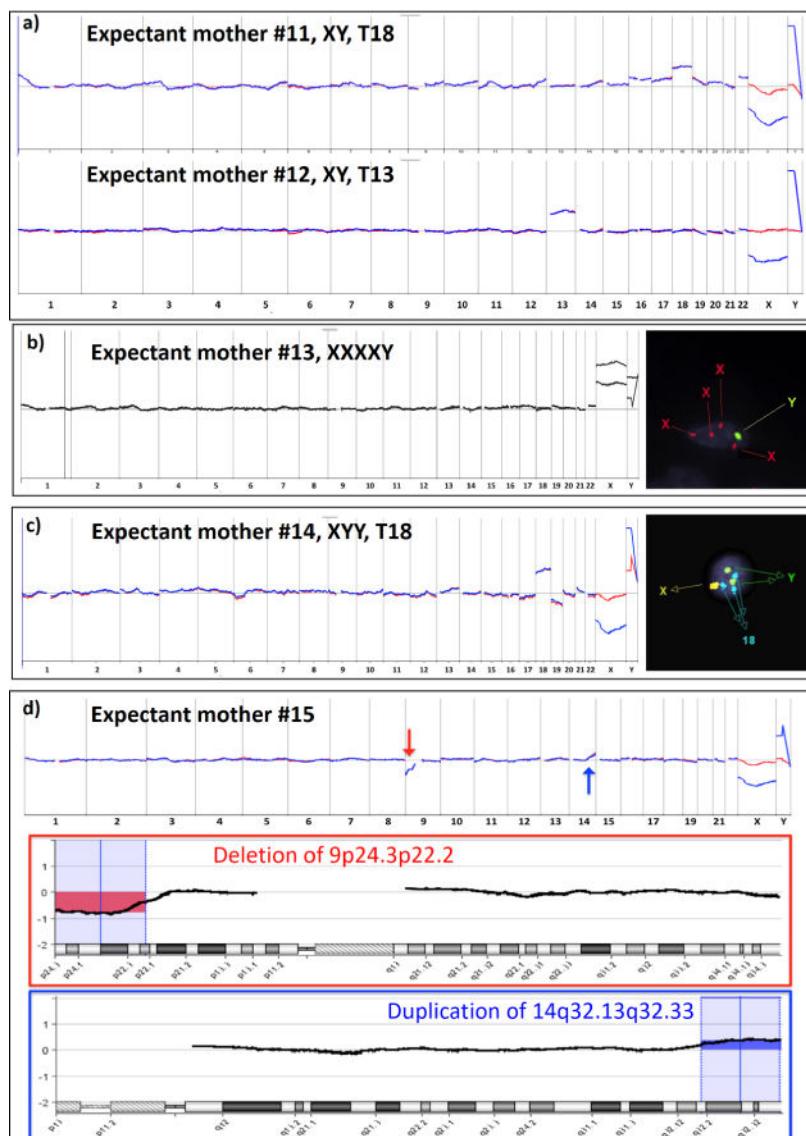 a)
Expectant mother #11, XY, T18
Expectant mother #12, XY, T13
1 2 3 4 5 6 7 8 9 10 11 12 13 14 15 16 17 18 19 20 21 22 X Y
b)
Expectant mother #13, XXXXY
1 2 3 4 5 6 7 8 9 10 11 12 13 14 15 16 17 18 19 20 21 22 X Y
X
X
X
X
Y
c)
Expectant mother #14, XYY, T18
1 2 3 4 5 6 7 8 9 10 11 12 13 14 15 16 17 18 19 20 21 22 X Y
X
Y
18
d)
Expectant mother #15
1 2 3 4 5 6 7 8 9 10 11 12 13 14 15 17 19 21 X Y
Deletion of 9p24.3p22.2
1
0
-1
-2
Duplication of 14q32.13q32.33
1
0
-1
-2